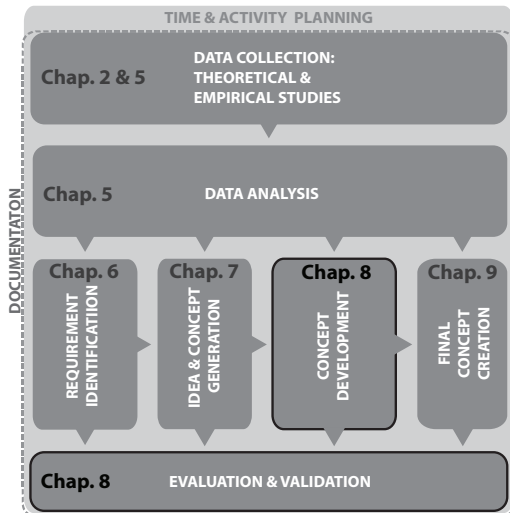 TIME & ACTIVITY PLANNING
DOCUMENTATON
Chap. 2 & 5
DATA COLLECTION:
THEORETICAL &
EMPIRICAL STUDIES
Chap. 5
DATA ANALYSIS
Chap. 6
REQUIREMENT
IDENTIFICATIION
Chap. 7
IDEA & CONCEPT
GENERATION
Chap. 8
CONCEPT
DEVELOPMENT
Chap. 9
FINAL
CONCEPT
CREATION
Chap. 8
EVALUATION & VALIDATION